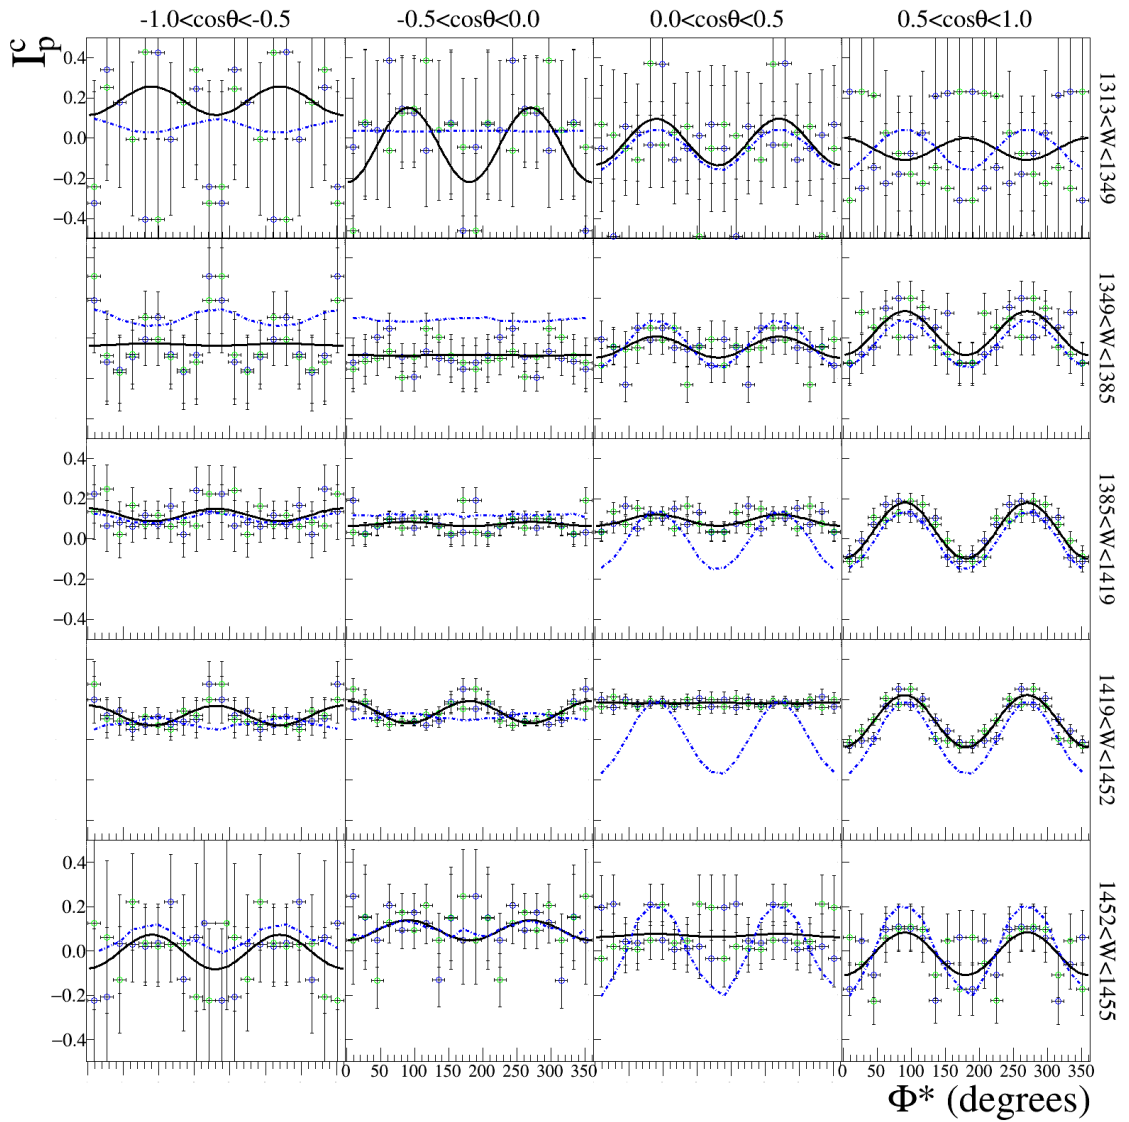 -1.0<cosθ<-0.5 -0.5<cosθ<0.0 0.0<cosθ<0.5 0.5<cosθ<1.0
I^c_p
0.4
0.2
0.0
−0.2
−0.4
1313<W<1349
1349<W<1385
0.4
0.2
0.0
−0.2
−0.4
1385<W<1419
1419<W<1452
0.4
0.2
0.0
−0.2
−0.4
1452<W<1455
0 50 100 150 200 250 300 350 0 50 100 150 200 250 300 350 50 100 150 200 250 300 350
Φ* (degrees)